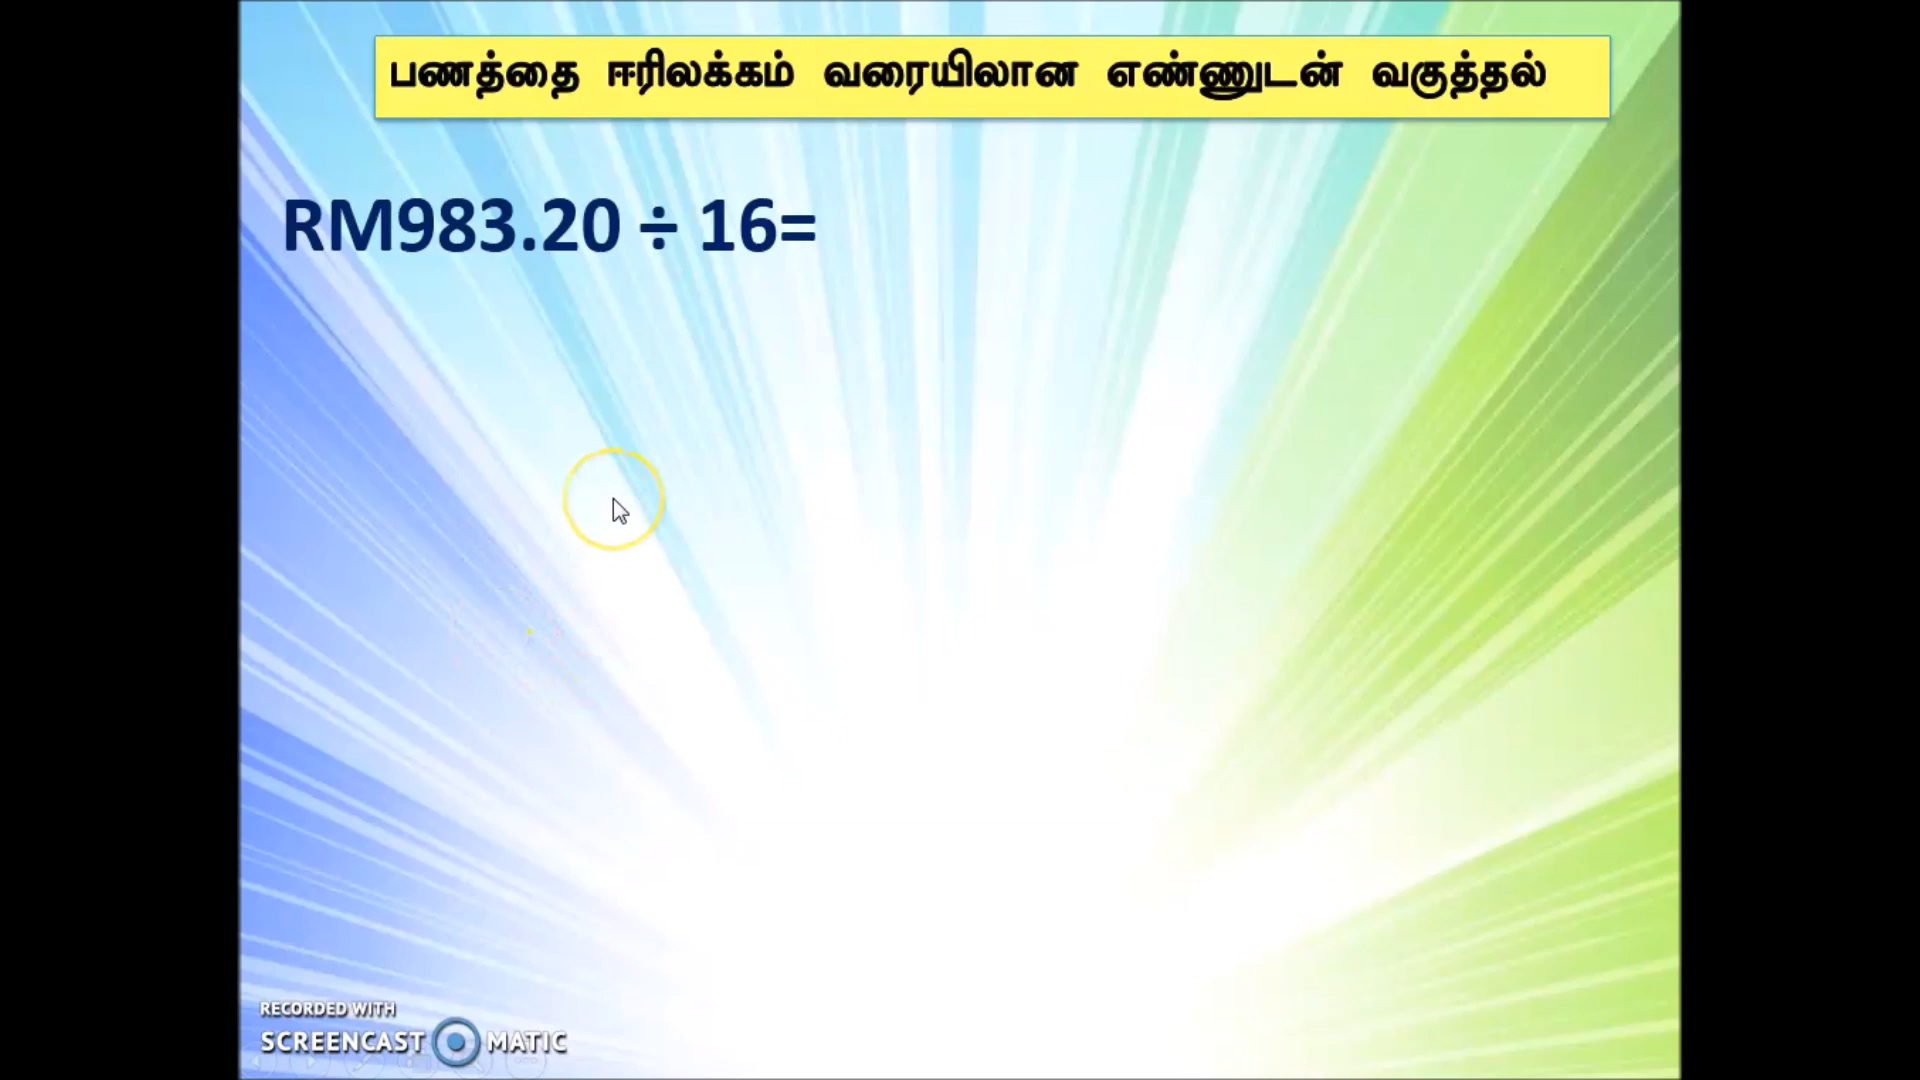 பணத்தை ஈரிலக்கம் வரையிலான எண்ணுடன் வகுத்தல்
RM983.20 ÷ 16=
RECORDED WITH
SCREENCAST MATIC